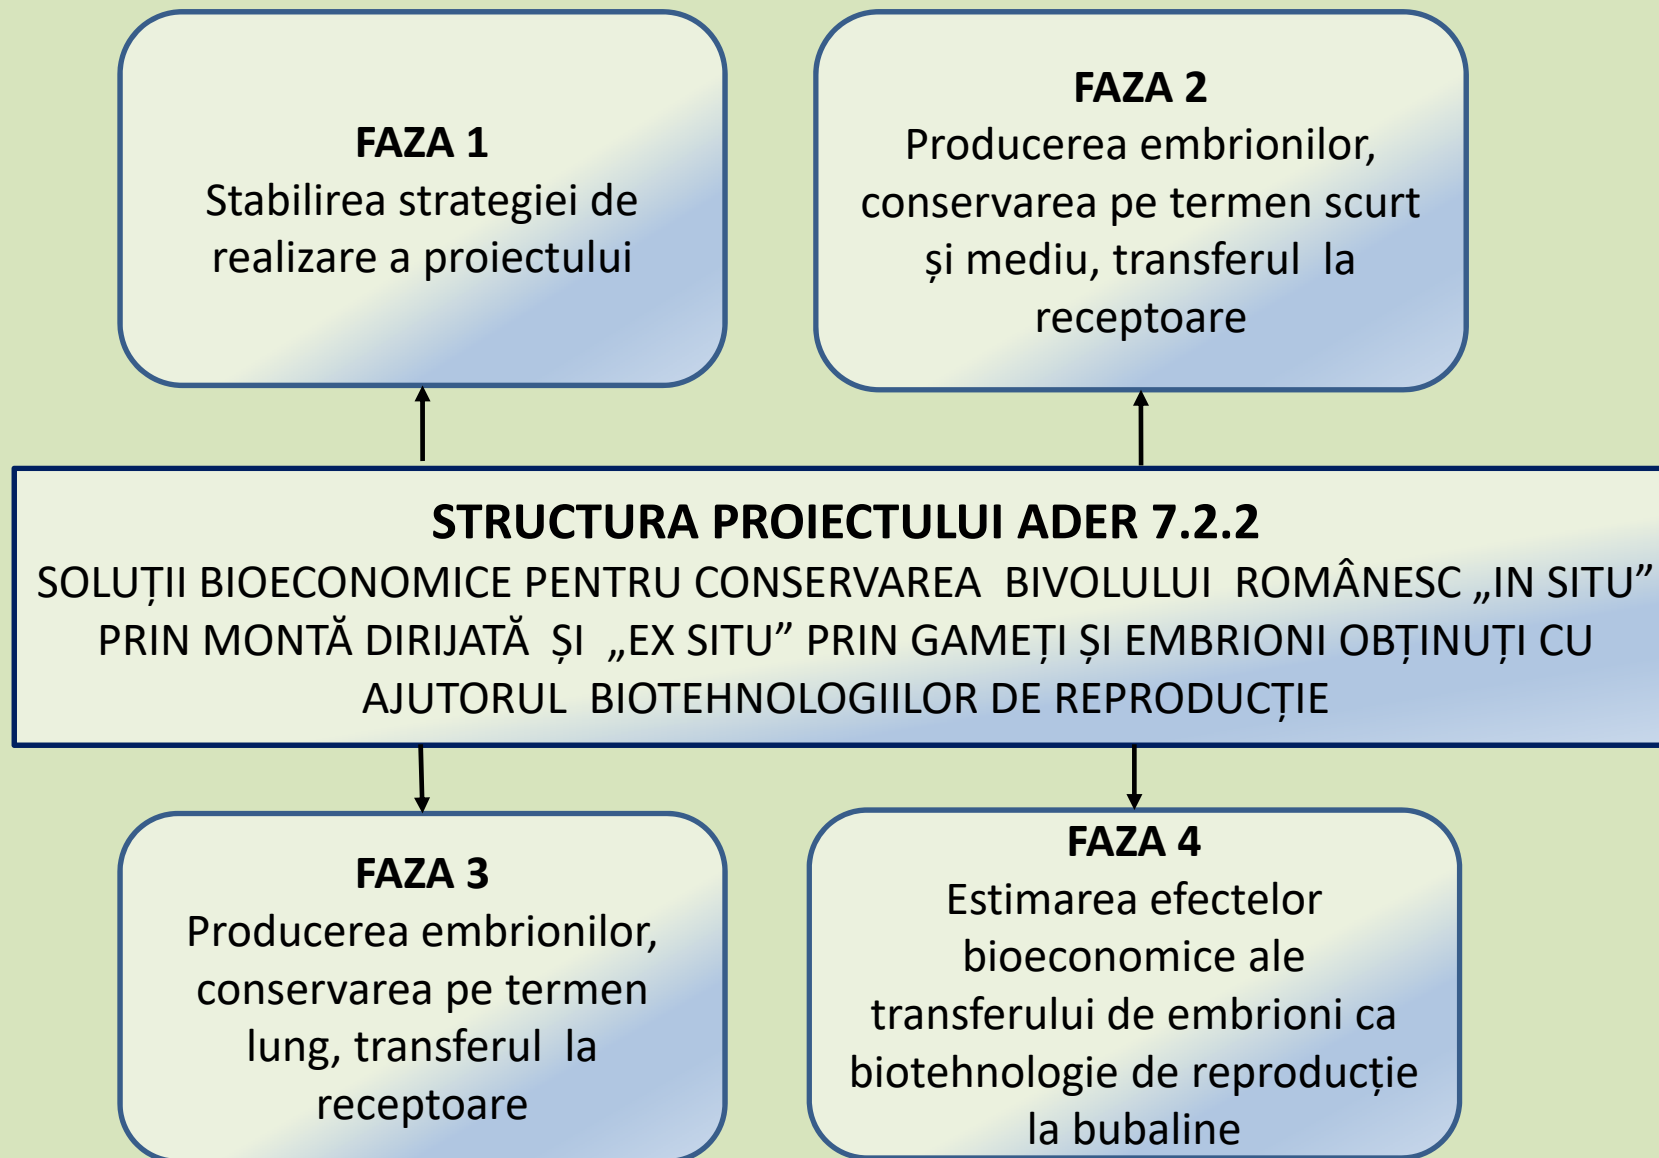 FAZA 1
Stabilirea strategiei de
realizare a proiectului
FAZA 2
Producerea embrionilor,
conservarea pe termen scurt
și mediu, transferul la
receptoare
STRUCTURA PROIECTULUI ADER 7.2.2
SOLUȚII BIOECONOMICE PENTRU CONSERVAREA BIVOLULUI ROMÂNESC „IN SITU”
PRIN MONTĂ DIRIJATĂ ȘI „EX SITU” PRIN GAMEȚI ȘI EMBRIONI OBȚINUȚI CU
AJUTORUL BIOTEHNOLOGIILOR DE REPRODUCȚIE
FAZA 3
Producerea embrionilor,
conservarea pe termen
lung, transferul la
receptoare
FAZA 4
Estimarea efectelor
bioeconomice ale
transferului de embrioni ca
biotehnologie de reproducție
la bubaline